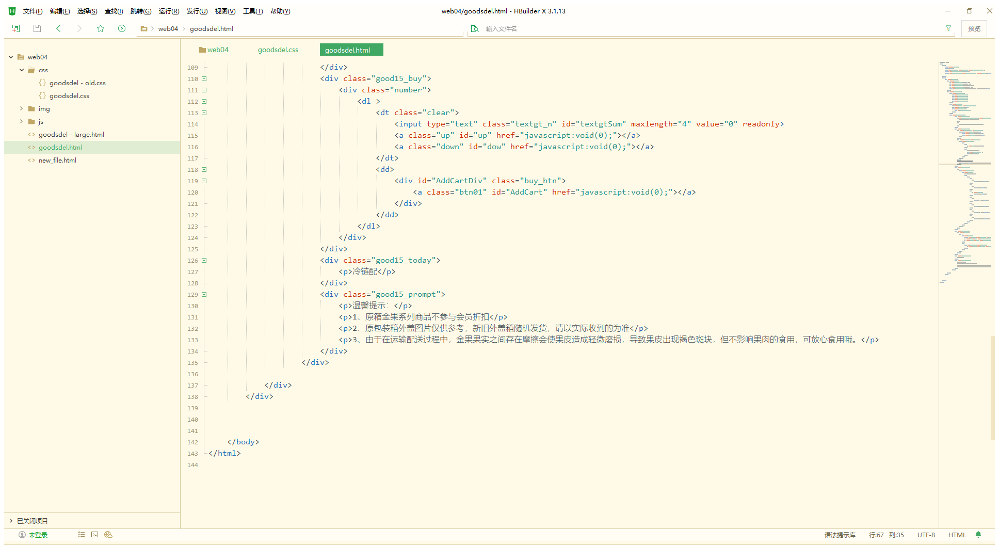 文件(F) 编辑(E) 选择(S) 查找(I) 跳转(G) 运行(R) 发行(U) 视图(V) 工具(T) 帮助(Y) web04/goodsdel.html - HBuilder X 3.1.13
web04 goodsdel.html 输入文件名 预览
web04 goodsdel.css goodsdel.html
web04
css
goodsdel - old.css
goodsdel.css
img
js
goodsdel - large.html
goodsdel.html
new_file.html
109 </div>
110 <div class="good15_buy">
111 <div class="number">
112 <dl >
113 <dt class="clear">
114 <input type="text" class="textgt_n" id="textgtSum" maxlength="4" value="0" readonly>
115 <a class="up" id="up" href="javascript:void(0);"></a>
116 <a class="down" id="dow" href="javascript:void(0);"></a>
117 </dt>
118 <dd>
119 <div id="AddCartDiv" class="buy_btn">
120 <a class="btn01" id="AddCart" href="javascript:void(0);"></a>
121 </div>
122 </dd>
123 </dl>
124 </div>
125 </div>
126 <div class="good15_today">
127 <p>冷链配</p>
128 </div>
129 <div class="good15_prompt">
130 <p>温馨提示：</p>
131 <p>1、原箱金果系列商品不参与会员折扣</p>
132 <p>2、原包装箱外盖图片仅供参考，新旧外盖箱随机发货，请以实际收到的为准</p>
133 <p>3、由于在运输配送过程中，金果果实之间存在摩擦会使果皮造成轻微磨损，导致果皮出现褐色斑块，但不影响果肉的食用，可放心食用哦。</p>
134 </div>
135 </div>
136
137 </div>
138 </div>
139
140
141
142 </body>
143 </html>
144
已关闭项目
未登录 语法提示库 行:67 列:35 UTF-8 HTML